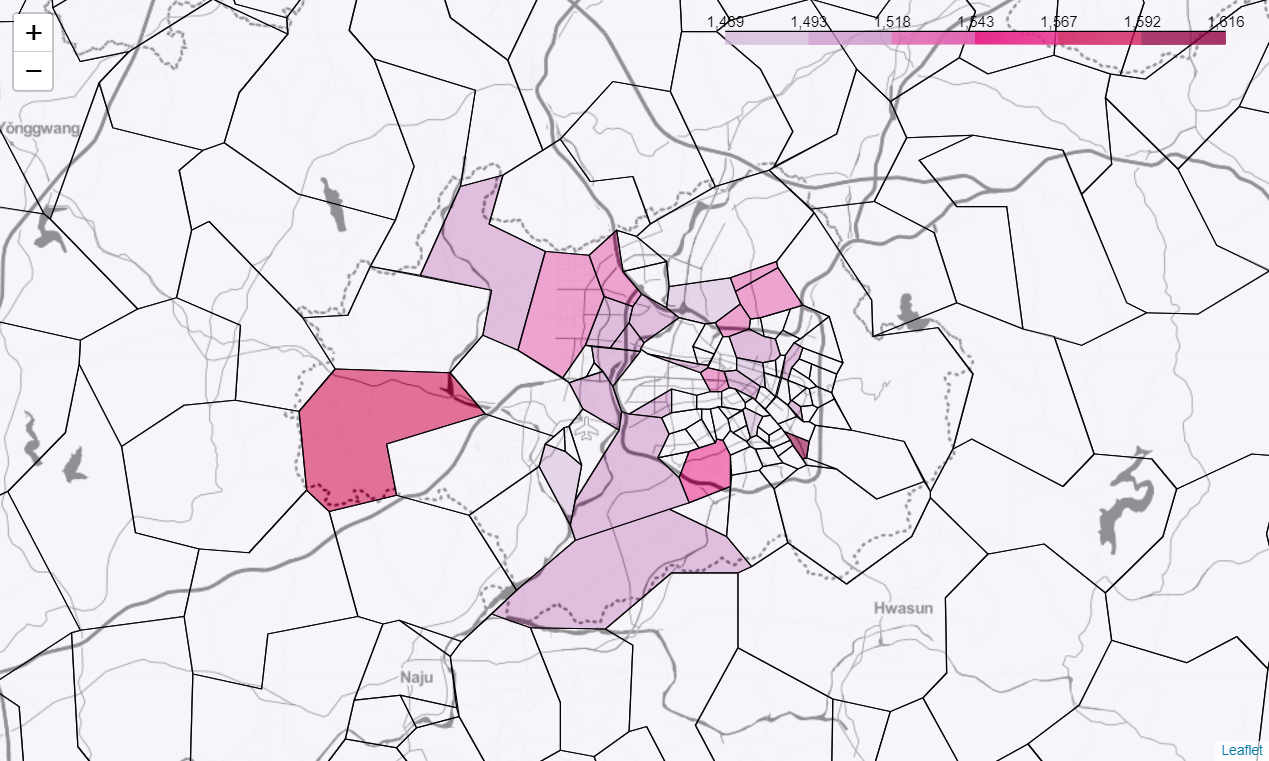 +
−
1,469 1,493 1,518 1,543 1,567 1,592 1,616
Yŏnggwang
Hwasun
Naju
Leaflet